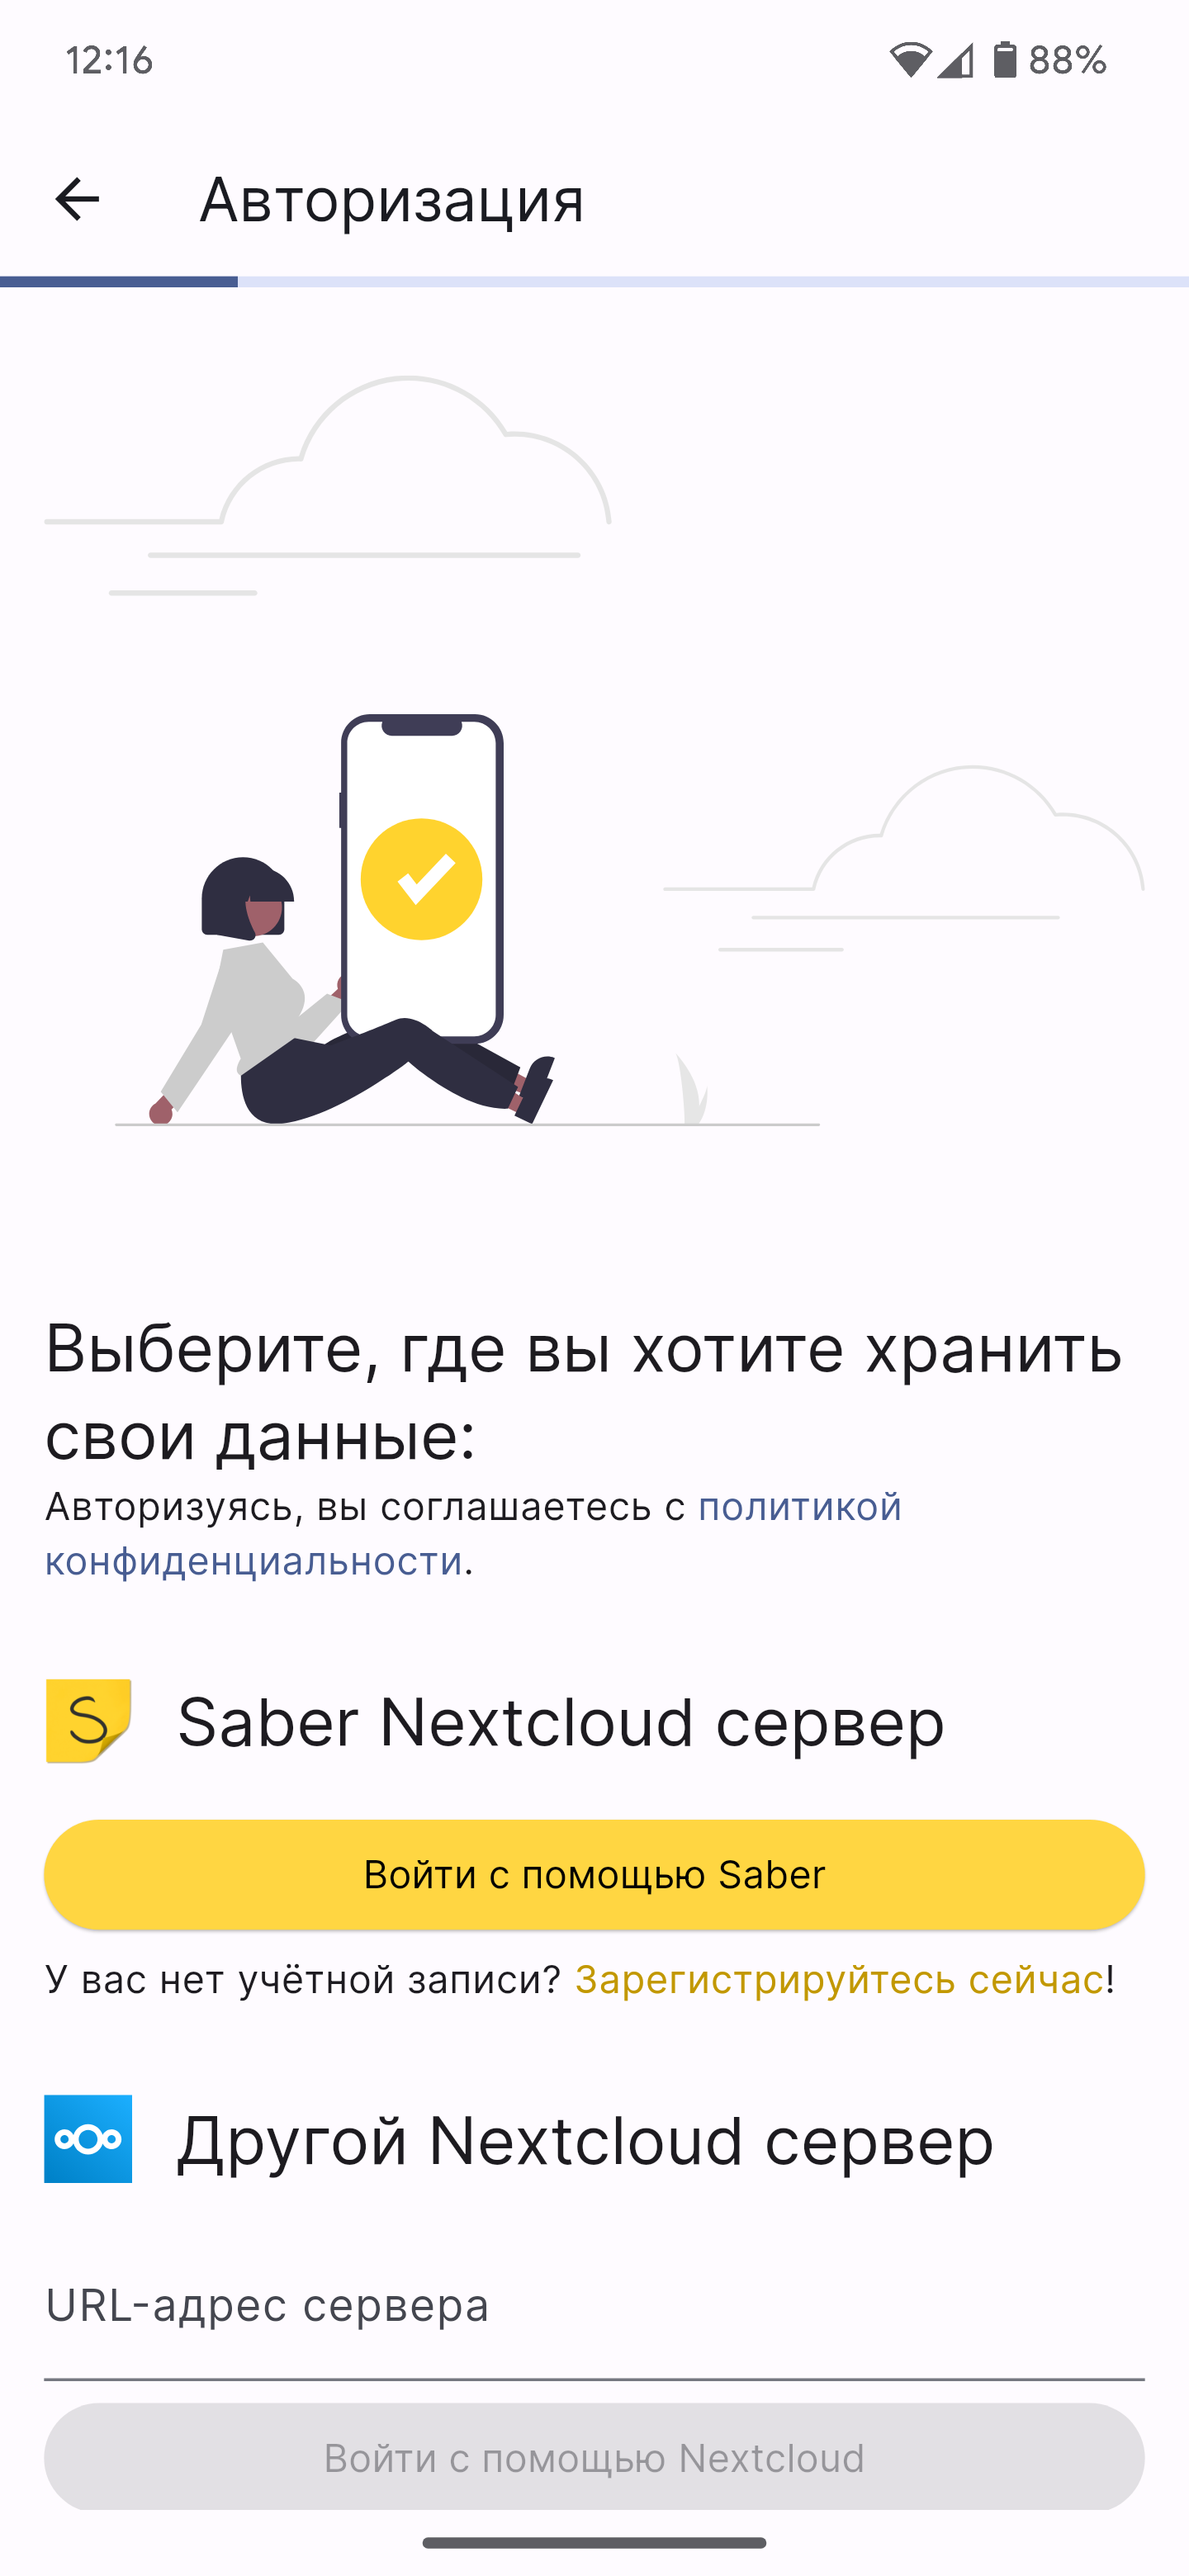 12:16
88%
Авторизация
Выберите, где вы хотите хранить
свои данные:
Авторизуясь, вы соглашаетесь с политикой
конфиденциальности.
S
Saber Nextcloud сервер
Войти с помощью Saber
У вас нет учётной записи? Зарегистрируйтесь сейчас!
Другой Nextcloud сервер
URL-адрес сервера
Войти с помощью Nextcloud